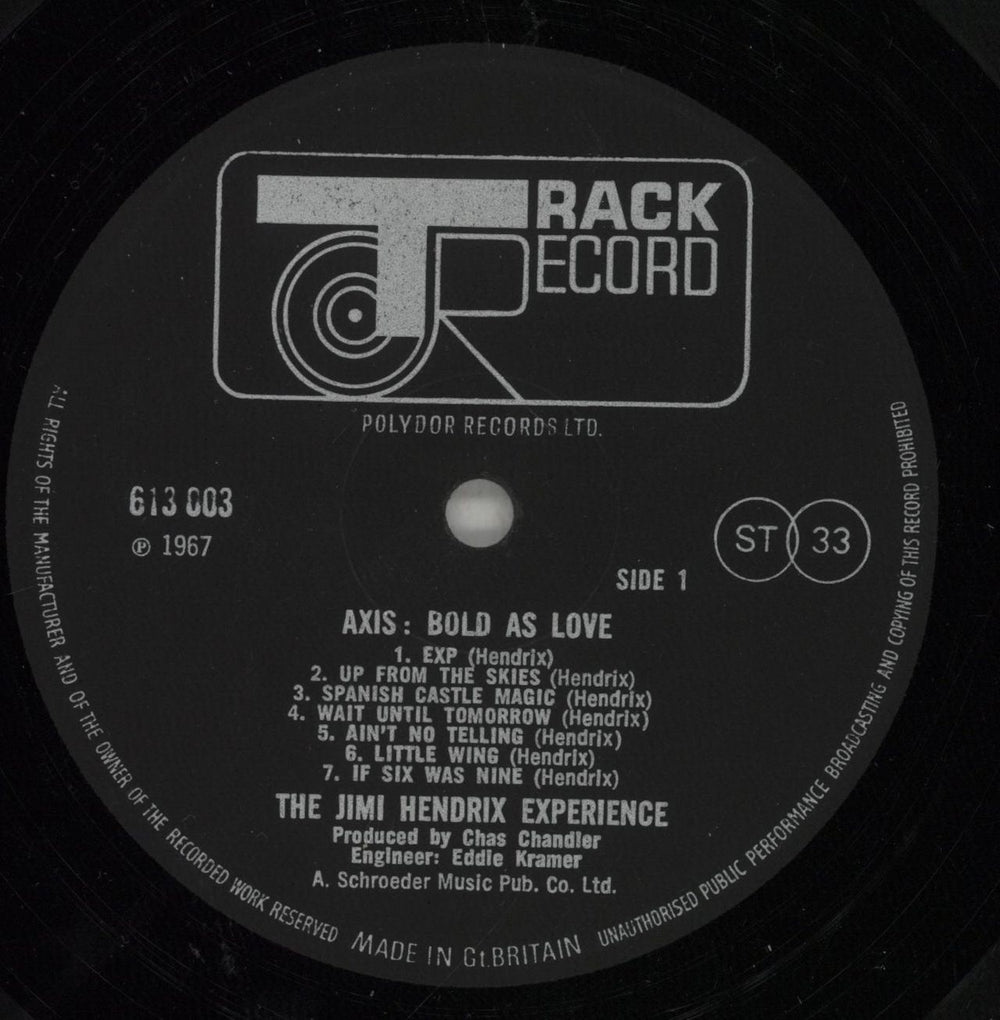 TRACK
RECORD
POLYDOR RECORDS LTD.
613 003
℗ 1967
ST 33
SIDE 1
AXIS: BOLD AS LOVE
1. EXP (Hendrix)
2. UP FROM THE SKIES (Hendrix)
3. SPANISH CASTLE MAGIC (Hendrix)
4. WAIT UNTIL TOMORROW (Hendrix)
5. AIN'T NO TELLING (Hendrix)
6. LITTLE WING (Hendrix)
7. IF SIX WAS NINE (Hendrix)
THE JIMI HENDRIX EXPERIENCE
Produced by Chas Chandler
Engineer: Eddie Kramer
A. Schroeder Music Pub. Co. Ltd.
ALL RIGHTS OF THE MANUFACTURER AND OF THE OWNER OF THE RECORDED WORK RESERVED
MADE IN Gt.BRITAIN
UNAUTHORISED PUBLIC PERFORMANCE BROADCASTING AND COPYING OF THIS RECORD PROHIBITED